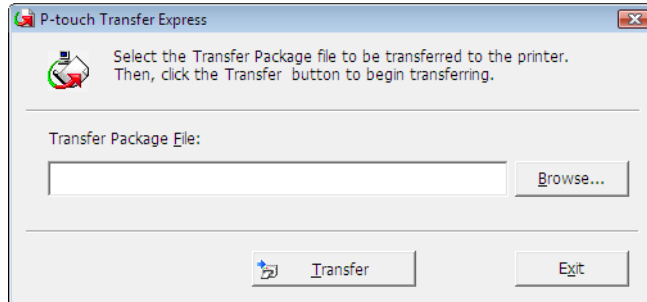 P-touch Transfer Express
Select the Transfer Package file to be transferred to the printer.
Then, click the Transfer button to begin transferring.
Transfer Package File:
Browse...
Transfer
Exit